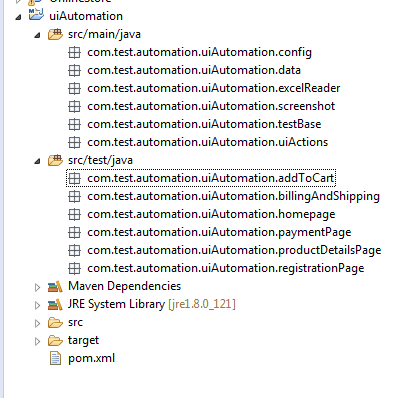 uiAutomation
src/main/java
com.test.automation.uiAutomation.config
com.test.automation.uiAutomation.data
com.test.automation.uiAutomation.excelReader
com.test.automation.uiAutomation.screenshot
com.test.automation.uiAutomation.testBase
com.test.automation.uiAutomation.uiActions
src/test/java
com.test.automation.uiAutomation.addToCart
com.test.automation.uiAutomation.billingAndShipping
com.test.automation.uiAutomation.homepage
com.test.automation.uiAutomation.paymentPage
com.test.automation.uiAutomation.productDetailsPage
com.test.automation.uiAutomation.registrationPage
Maven Dependencies
JRE System Library [jre1.8.0_121]
src
target
pom.xml